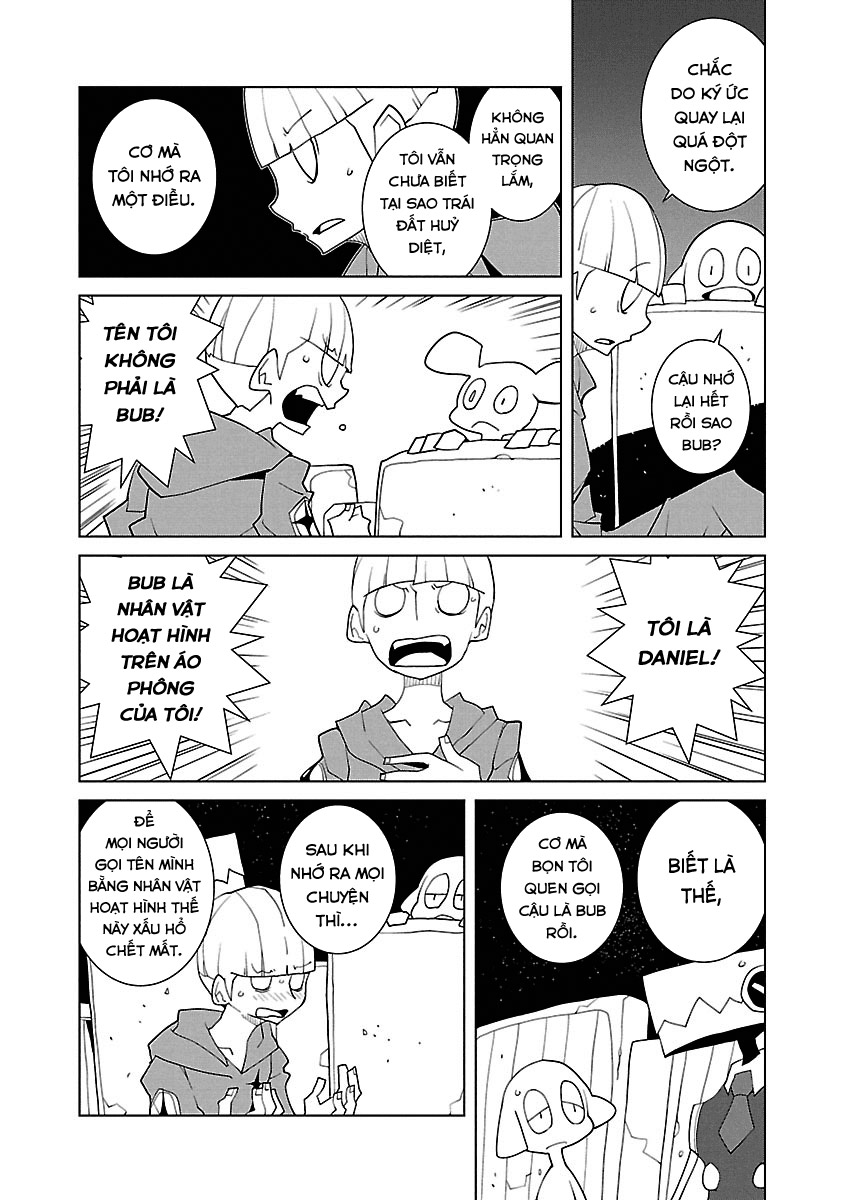 CHẮC
DO KÝ ỨC
QUAY LẠI
QUÁ ĐỘT
NGỘT.
CẬU NHỚ
LẠI HẾT
RỒI SAO
BUB?
KHÔNG
HẲN QUAN
TRỌNG
LẮM,
TÔI VẪN
CHƯA BIẾT
TẠI SAO TRÁI
ĐẤT HUỶ
DIỆT,
CƠ MÀ
TÔI NHỚ RA
MỘT ĐIỀU.
TÊN TÔI
KHÔNG
PHẢI LÀ
BUB!
TÔI LÀ
DANIEL!
BUB LÀ
NHÂN VẬT
HOẠT HÌNH
TRÊN ÁO
PHÔNG
CỦA TÔI!
BIẾT LÀ
THẾ,
CƠ MÀ
BỌN TÔI
QUEN GỌI
CẬU LÀ BUB
RỒI.
SAU KHI
NHỚ RA MỌI
CHUYỆN
THÌ...
ĐỂ
MỌI NGƯỜI
GỌI TÊN MÌNH
BẰNG NHÂN VẬT
HOẠT HÌNH THẾ
NÀY XẤU HỔ
CHẾT MẤT.